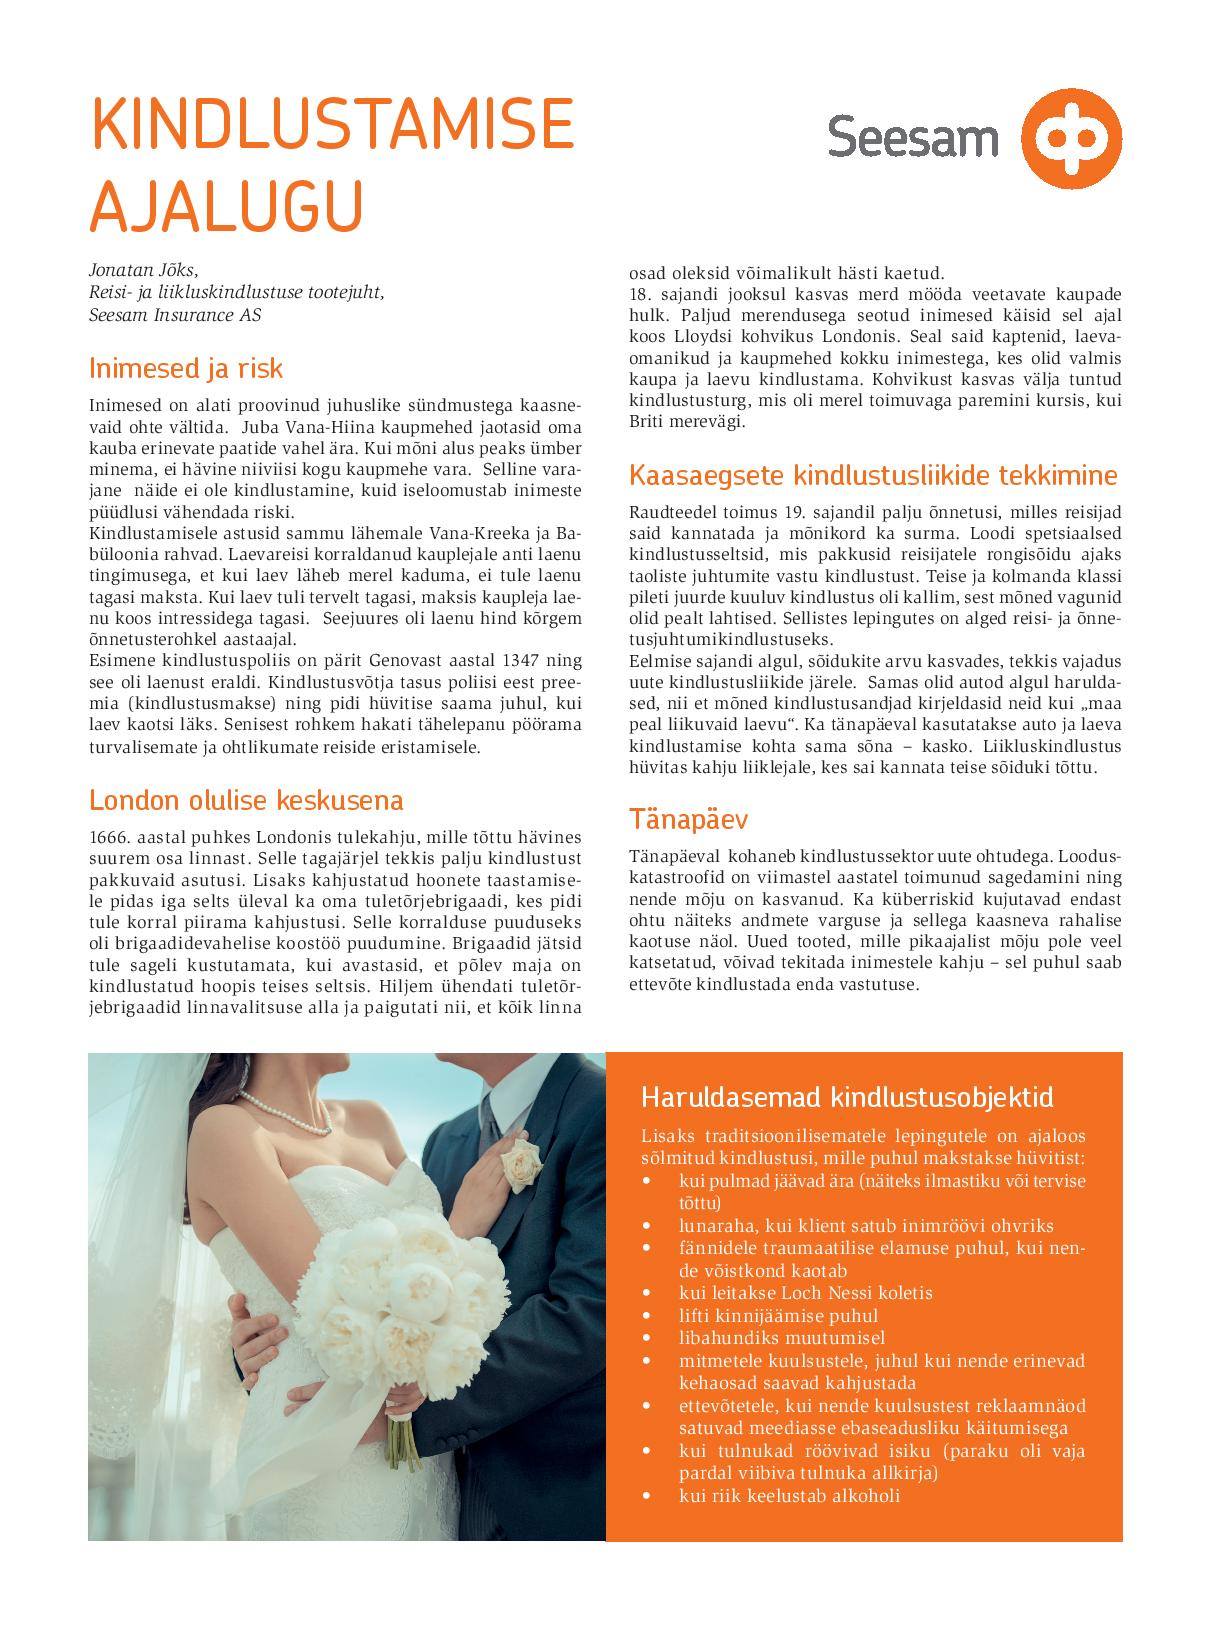 KINDLUSTAMISE
AJALUGU
Seesam
Jonatan Jõks,
Reisi- ja liikluskindlustuse tootejuht,
Seesam Insurance AS
Inimesed ja risk
Inimesed on alati proovinud juhuslike sündmustega kaasne-
vaid ohte vältida. Juba Vana-Hiina kaupmehed jaotasid oma
kauba erinevate paatide vahel ära. Kui mõni alus peaks ümber
minema, ei hävine niiviisi kogu kaupmehe vara. Selline vara-
jane näide ei ole kindlustamine, kuid iseloomustab inimeste
püüdlusi vähendada riski.
Kindlustamisele astusid sammu lähemale Vana-Kreeka ja Ba-
büloonia rahvad. Laevareisi korraldanud kauplejale anti laenu
tingimusega, et kui laev läheb merel kaduma, ei tule laenu
tagasi maksta. Kui laev tuli tervelt tagasi, maksis kaupleja lae-
nu koos intressidega tagasi. Seejuures oli laenu hind kõrgem
õnnetusterohkel aastaajal.
Esimene kindlustuspoliis on pärit Genovast aastal 1347 ning
see oli laenust eraldi. Kindlustusvõtja tasus poliisi eest pree-
mia (kindlustusmakse) ning pidi hüvitise saama juhul, kui
laev kaotsi läks. Senisest rohkem hakati tähelepanu pöörama
turvalisemate ja ohtlikumate reiside eristamisele.
London olulise keskusena
1666. aastal puhkes Londonis tulekahju, mille tõttu hävines
suurem osa linnast. Selle tagajärjel tekkis palju kindlustust
pakkuvaid asutusi. Lisaks kahjustatud hoonete taastamise-
le pidas iga selts üleval ka oma tuletõrjebrigaadi, kes pidi
tule korral piirama kahjustusi. Selle korralduse puuduseks
oli brigaadidevahelise koostöö puudumine. Brigaadid jätsid
tule sageli kustutamata, kui avastasid, et põlev maja on
kindlustatud hoopis teises seltsis. Hiljem ühendati tuletõr-
jebrigaadid linnavalitsuse alla ja paigutati nii, et kõik linna
osad oleksid võimalikult hästi kaetud.
18. sajandi jooksul kasvas merd mööda veetavate kaupade
hulk. Paljud merendusega seotud inimesed käisid sel ajal
koos Lloydsi kohvikus Londonis. Seal said kaptenid, laeva-
omanikud ja kaupmehed kokku inimestega, kes olid valmis
kaupa ja laevu kindlustama. Kohvikust kasvas välja tuntud
kindlustusturg, mis oli merel toimuvaga paremini kursis, kui
Briti merevägi.
Kaasaegsete kindlustusliikide tekkimine
Raudteedel toimus 19. sajandil palju õnnetusi, milles reisijad
said kannatada ja mõnikord ka surma. Loodi spetsiaalsed
kindlustusseltsid, mis pakkusid reisijatele rongisõidu ajaks
taoliste juhtumite vastu kindlustust. Teise ja kolmanda klassi
pileti juurde kuuluv kindlustus oli kallim, sest mõned vagunid
olid pealt lahtised. Sellistes lepingutes on alged reisi- ja õnne-
tusjuhtumikindlustuseks.
Eelmise sajandi algul, sõidukite arvu kasvades, tekkis vajadus
uute kindlustusliikide järele. Samas olid autod algul harulda-
sed, nii et mõned kindlustusandjad kirjeldasid neid kui „maa
peal liikuvaid laevu“. Ka tänapäeval kasutatakse auto ja laeva
kindlustamise kohta sama sõna – kasko. Liikluskindlustus
hüvitas kahju liiklejale, kes sai kannata teise sõiduki tõttu.
Tänapäev
Tänapäeval kohaneb kindlustussektor uute ohtudega. Loodus-
katastroofid on viimastel aastatel toimunud sagedamini ning
nende mõju on kasvanud. Ka küberriskid kujutavad endast
ohtu näiteks andmete varguse ja sellega kaasneva rahalise
kaotuse näol. Uued tooted, mille pikaajalist mõju pole veel
katsetatud, võivad tekitada inimestele kahju – sel puhul saab
ettevõte kindlustada enda vastutuse.
Haruldasemad kindlustusobjektid
Lisaks traditsioonilisematele lepingutele on ajaloos
sõlmitud kindlustusi, mille puhul makstakse hüvitist:
• kui pulmad jäävad ära (näiteks ilmastiku või tervise
tõttu)
• lunaraha, kui klient satub inimröövi ohvriks
• fännidele traumaatilise elamuse puhul, kui nen-
de võistkond kaotab
• kui leitakse Loch Nessi koletis
• lifti kinnijäämise puhul
• libahundiks muutumisel
• mitmetele kuulsustele, juhul kui nende erinevad
kehaosad saavad kahjustada
• ettevõtetele, kui nende kuulsustest reklaamnäod
satuvad meediasse ebaseadusliku käitumisega
• kui tulnukad röövivad isiku (paraku oli vaja
pardal viibiva tulnuka allkirja)
• kui riik keelustab alkoholi